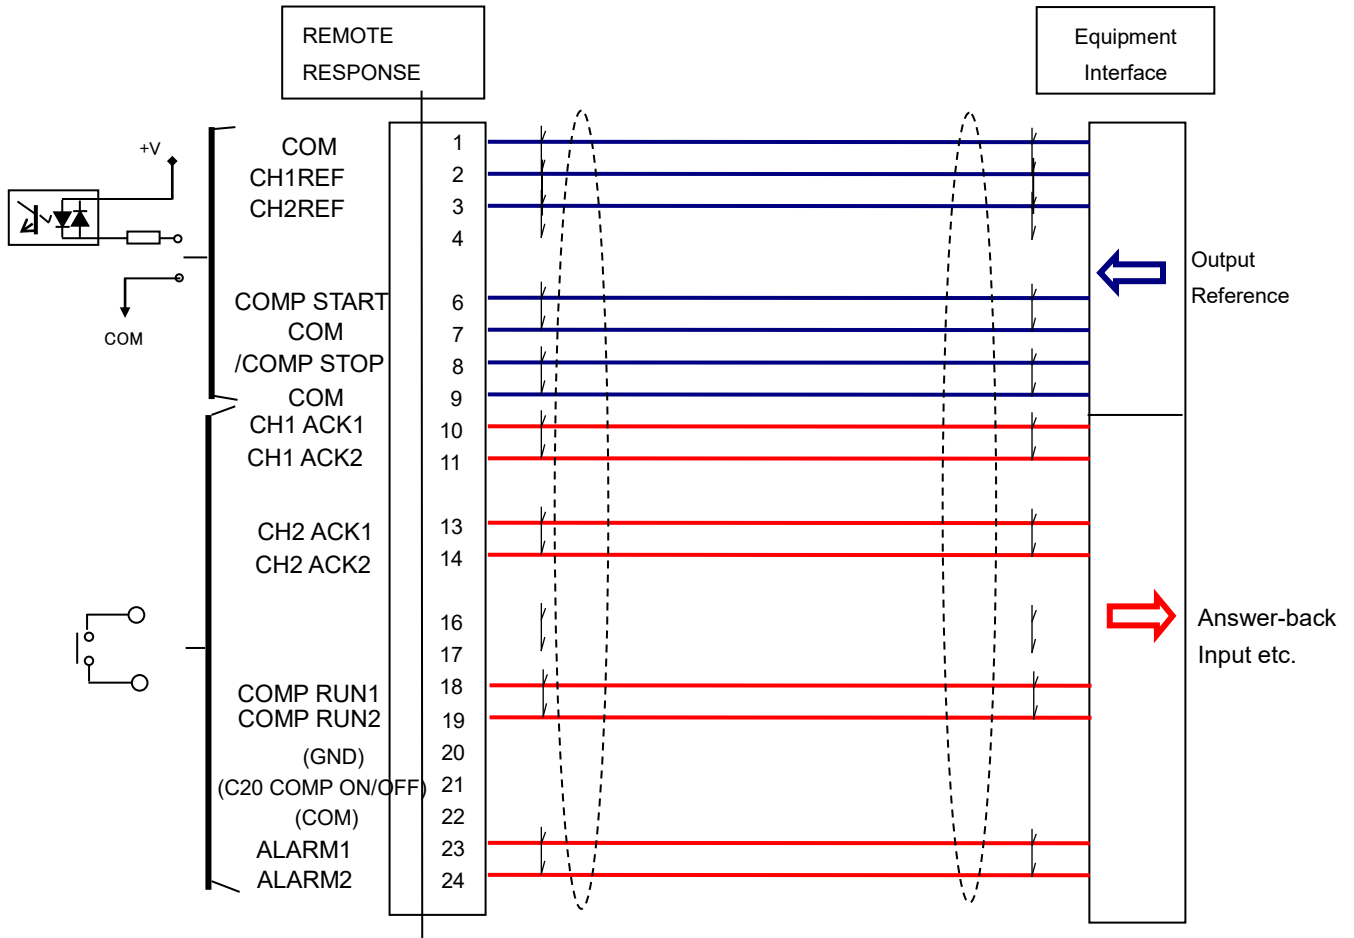 REMOTE
RESPONSE
Equipment
Interface
+V
COM
COM 1
CH1REF 2
CH2REF 3
4
Output
Reference
COMP START 6
COM 7
/COMP STOP 8
COM 9
CH1 ACK1 10
CH1 ACK2 11
CH2 ACK1 13
CH2 ACK2 14
16
17
Answer-back
Input etc.
COMP RUN1 18
COMP RUN2 19
(GND) 20
(C20 COMP ON/OFF) 21
(COM) 22
ALARM1 23
ALARM2 24